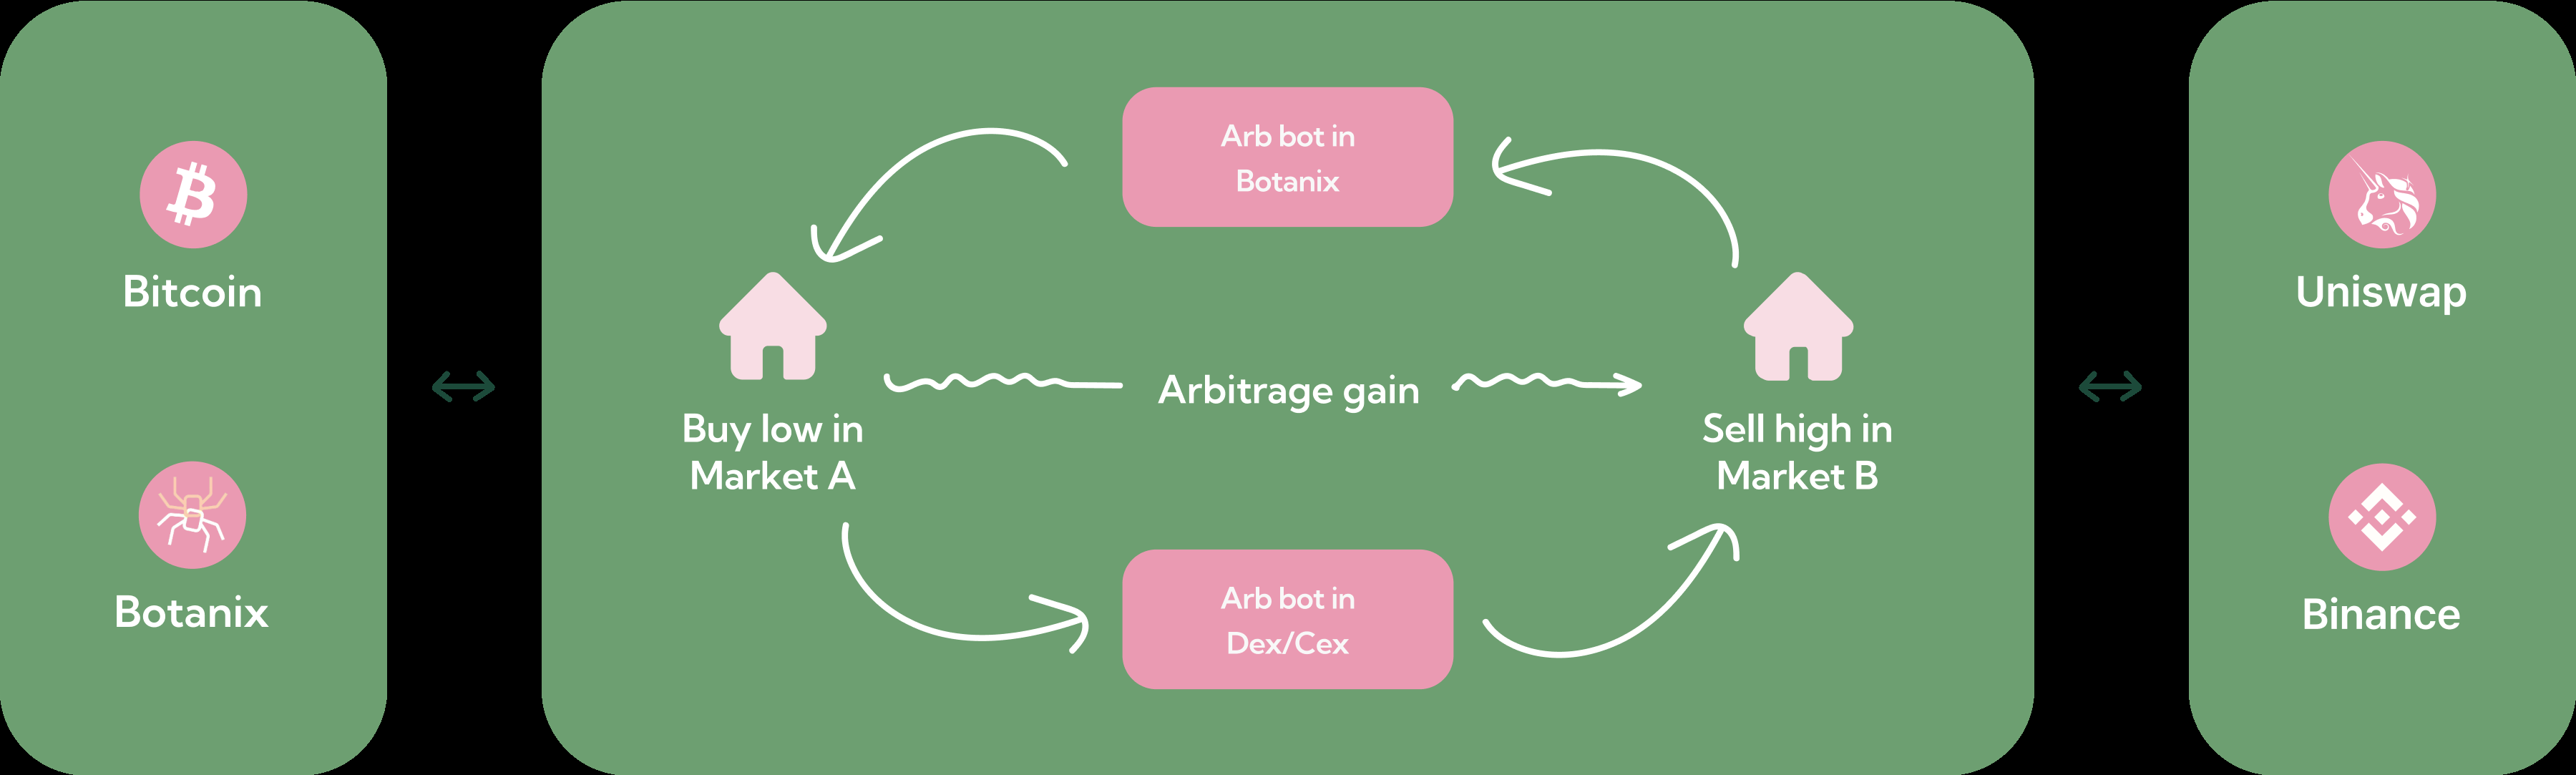 Bitcoin
Botanix
Arb bot in
Botanix
Buy low in
Market A
Arbitrage gain
Sell high in
Market B
Arb bot in
Dex/Cex
Uniswap
Binance